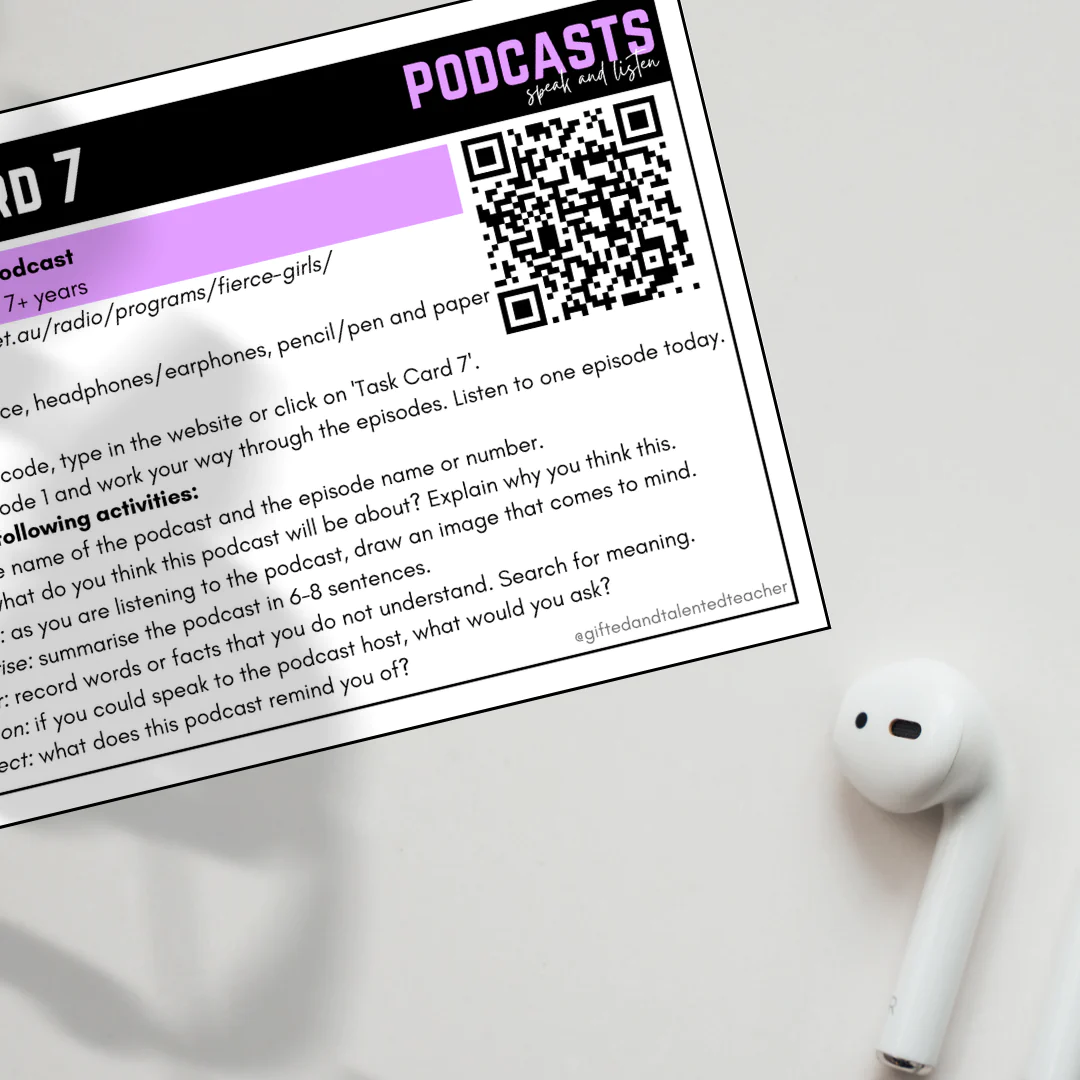 PODCASTS
speak and listen
RD 7
odcast
7+ years
et.au/radio/programs/fierce-girls/
ce, headphones/earphones, pencil/pen and paper
code, type in the website or click on 'Task Card 7'.
ode 1 and work your way through the episodes. Listen to one episode today.
following activities:
e name of the podcast and the episode name or number.
what do you think this podcast will be about? Explain why you think this.
: as you are listening to the podcast, draw an image that comes to mind.
rise: summarise the podcast in 6-8 sentences.
r: record words or facts that you do not understand. Search for meaning.
on: if you could speak to the podcast host, what would you ask?
ect: what does this podcast remind you of?
@giftedandtalentedteacher
R